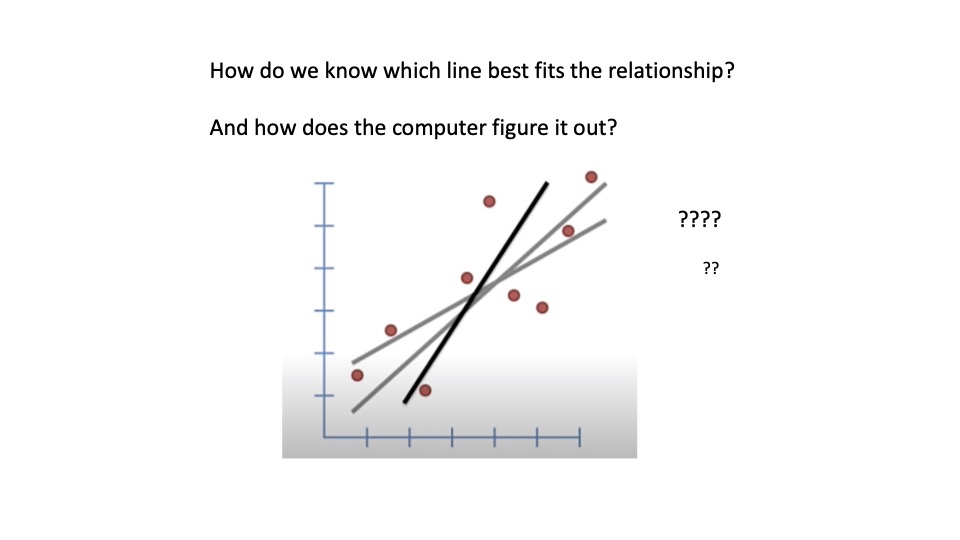 How do we know which line best fits the relationship?
And how does the computer figure it out?
????
??